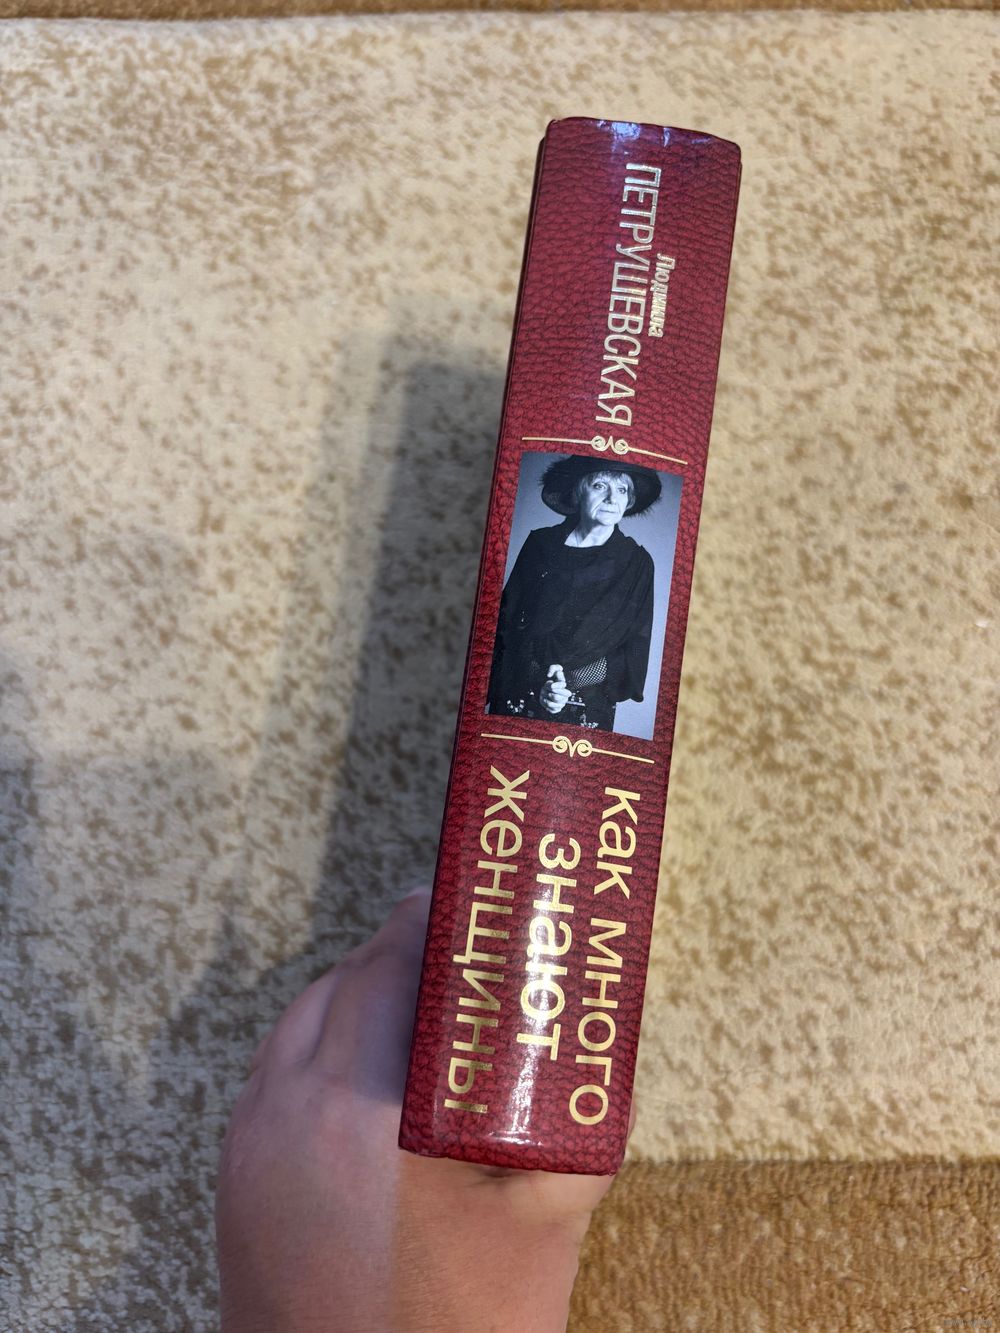 Людмила
ПЕТРУШЕВСКАЯ
как много
знают
женщины